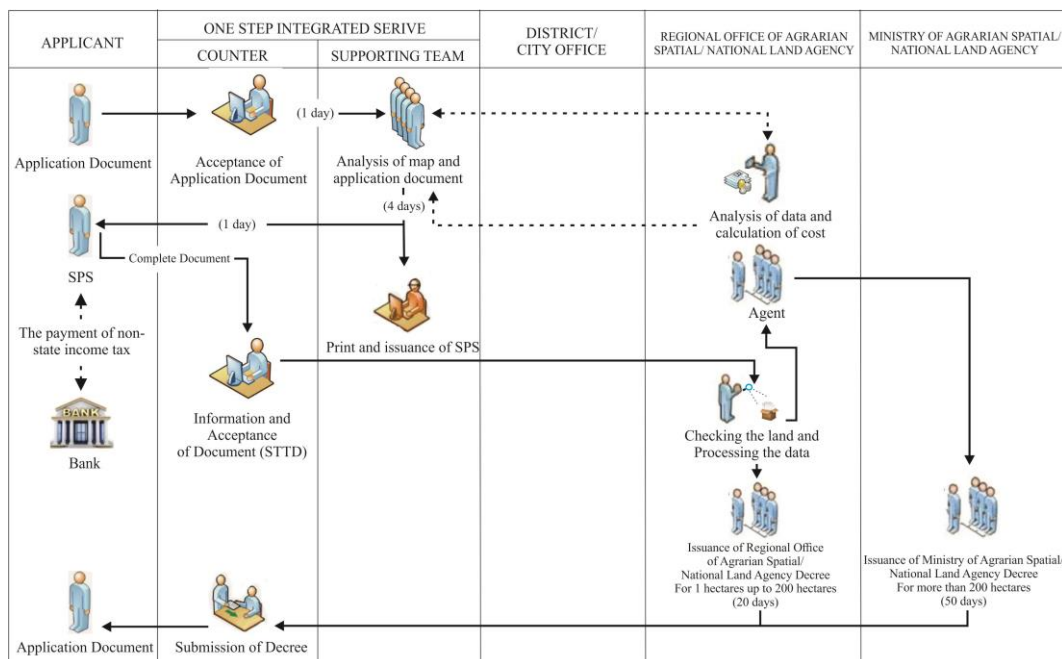 APPLICANT
ONE STEP INTEGRATED SERIVE
COUNTER
SUPPORTING TEAM
DISTRICT/
CITY OFFICE
REGIONAL OFFICE OF AGRARIAN
SPATIAL/ NATIONAL LAND AGENCY
MINISTRY OF AGRARIAN SPATIAL/
NATIONAL LAND AGENCY
(1 day)
Application Document
Acceptance of
Application Document
Analysis of map and
application document
(4 days)
Analysis of data and
calculation of cost
(1 day)
SPS
Complete Document
Print and issuance of SPS
Agent
The payment of non-
state income tax
BANK
Bank
Information and
Acceptance
of Document (STTD)
Checking the land and
Processing the data
Issuance of Regional Office
of Agrarian Spatial/
National Land Agency Decree
For 1 hectares up to 200 hectares
(20 days)
Issuance of Ministry of Agrarian Spatial/
National Land Agency Decree
For more than 200 hectares
(50 days)
Application Document
Submission of Decree